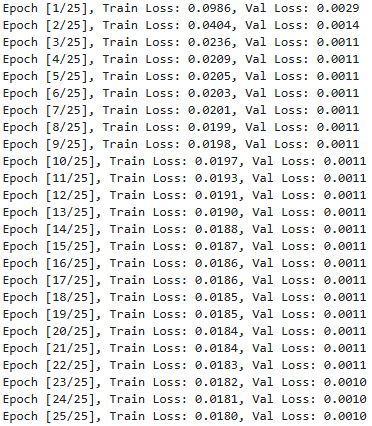 Epoch [1/25], Train Loss: 0.0986, Val Loss: 0.0029
Epoch [2/25], Train Loss: 0.0404, Val Loss: 0.0014
Epoch [3/25], Train Loss: 0.0236, Val Loss: 0.0011
Epoch [4/25], Train Loss: 0.0209, Val Loss: 0.0011
Epoch [5/25], Train Loss: 0.0205, Val Loss: 0.0011
Epoch [6/25], Train Loss: 0.0203, Val Loss: 0.0011
Epoch [7/25], Train Loss: 0.0201, Val Loss: 0.0011
Epoch [8/25], Train Loss: 0.0199, Val Loss: 0.0011
Epoch [9/25], Train Loss: 0.0198, Val Loss: 0.0011
Epoch [10/25], Train Loss: 0.0197, Val Loss: 0.0011
Epoch [11/25], Train Loss: 0.0193, Val Loss: 0.0011
Epoch [12/25], Train Loss: 0.0191, Val Loss: 0.0011
Epoch [13/25], Train Loss: 0.0190, Val Loss: 0.0011
Epoch [14/25], Train Loss: 0.0188, Val Loss: 0.0011
Epoch [15/25], Train Loss: 0.0187, Val Loss: 0.0011
Epoch [16/25], Train Loss: 0.0186, Val Loss: 0.0011
Epoch [17/25], Train Loss: 0.0186, Val Loss: 0.0011
Epoch [18/25], Train Loss: 0.0185, Val Loss: 0.0011
Epoch [19/25], Train Loss: 0.0185, Val Loss: 0.0011
Epoch [20/25], Train Loss: 0.0184, Val Loss: 0.0011
Epoch [21/25], Train Loss: 0.0184, Val Loss: 0.0011
Epoch [22/25], Train Loss: 0.0183, Val Loss: 0.0011
Epoch [23/25], Train Loss: 0.0182, Val Loss: 0.0010
Epoch [24/25], Train Loss: 0.0181, Val Loss: 0.0010
Epoch [25/25], Train Loss: 0.0180, Val Loss: 0.0010